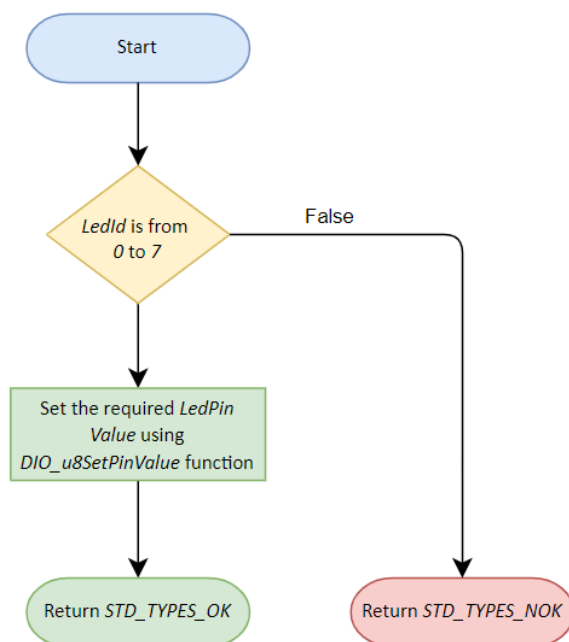 Start
LedId is from
0 to 7
False
Set the required LedPin
Value using
DIO_u8SetPinValue function
Return STD_TYPES_OK
Return STD_TYPES_NOK